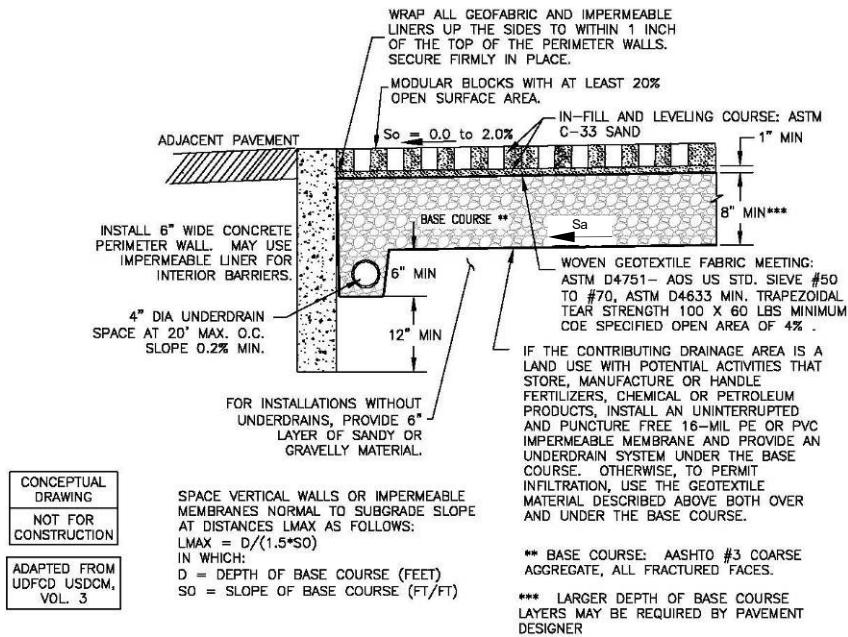 WRAP ALL GEOFABRIC AND IMPERMEABLE
LINERS UP THE SIDES TO WITHIN 1 INCH
OF THE TOP OF THE PERIMETER WALLS.
SECURE FIRMLY IN PLACE.
MODULAR BLOCKS WITH AT LEAST 20%
OPEN SURFACE AREA.
IN-FILL AND LEVELING COURSE: ASTM
C-33 SAND
ADJACENT PAVEMENT
So = 0.0 to 2.0%
1" MIN
BASE COURSE **
Sa
8" MIN***
INSTALL 6" WIDE CONCRETE
PERIMETER WALL. MAY USE
IMPERMEABLE LINER FOR
INTERIOR BARRIERS.
6" MIN
4" DIA UNDERDRAIN
SPACE AT 20' MAX. O.C.
SLOPE 0.2% MIN.
12" MIN
WOVEN GEOTEXTILE FABRIC MEETING:
ASTM D4751- AOS US STD. SIEVE #50
TO #70, ASTM D4633 MIN. TRAPEZOIDAL
TEAR STRENGTH 100 X 60 LBS MINIMUM
COE SPECIFIED OPEN AREA OF 4% .
FOR INSTALLATIONS WITHOUT
UNDERDRAINS, PROVIDE 6"
LAYER OF SANDY OR
GRAVELLY MATERIAL.
IF THE CONTRIBUTING DRAINAGE AREA IS A
LAND USE WITH POTENTIAL ACTIVITIES THAT
STORE, MANUFACTURE OR HANDLE
FERTILIZERS, CHEMICAL OR PETROLEUM
PRODUCTS, INSTALL AN UNINTERRUPTED
AND PUNCTURE FREE 16-MIL PE OR PVC
IMPERMEABLE MEMBRANE AND PROVIDE AN
UNDERDRAIN SYSTEM UNDER THE BASE
COURSE. OTHERWISE, TO PERMIT
INFILTRATION, USE THE GEOTEXTILE
MATERIAL DESCRIBED ABOVE BOTH OVER
AND UNDER THE BASE COURSE.
CONCEPTUAL
DRAWING
NOT FOR
CONSTRUCTION
ADAPTED FROM
UDFCD USDCM,
VOL. 3
SPACE VERTICAL WALLS OR IMPERMEABLE
MEMBRANES NORMAL TO SUBGRADE SLOPE
AT DISTANCES LMAX AS FOLLOWS:
LMAX = D/(1.5*S0)
IN WHICH:
D = DEPTH OF BASE COURSE (FEET)
SO = SLOPE OF BASE COURSE (FT/FT)
** BASE COURSE: AASHTO #3 COARSE
AGGREGATE, ALL FRACTURED FACES.
*** LARGER DEPTH OF BASE COURSE
LAYERS MAY BE REQUIRED BY PAVEMENT
DESIGNER